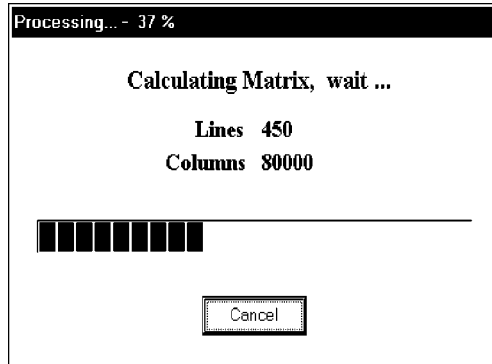 Processing... - 37 %
Calculating Matrix, wait ...
Lines 450
Columns 80000
Cancel